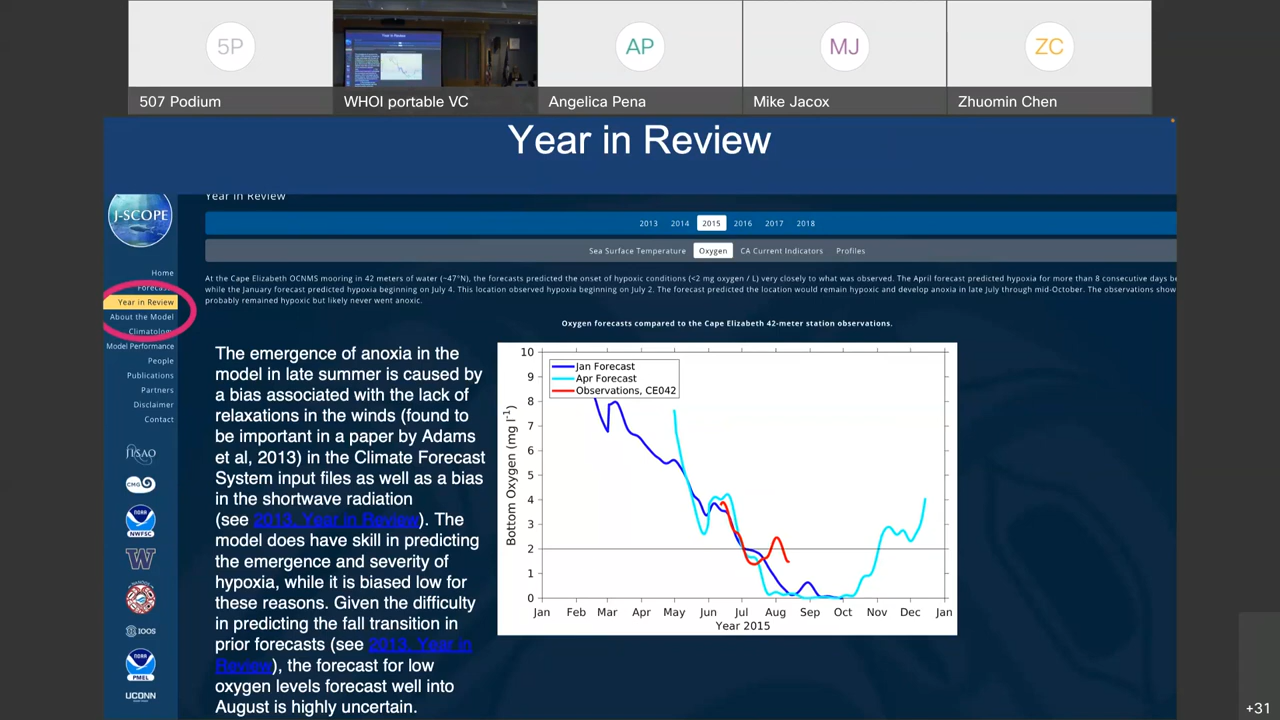 5P
AP
MJ
ZC
507 Podium
WHOI portable VC
Angelica Pena
Mike Jacox
Zhuomin Chen
Year in Review
J-SCOPE
Home
Forecast
Year in Review
About the Model
Climatology
Model Performance
People
Publications
Partners
Disclaimer
Contact
JISAO
CMG
NOAA
NWFSC
W
NANOOS
IOOS
NOAA
PMEL
UCONN
Year in Review
2013 2014 2015 2016 2017 2018
Sea Surface Temperature Oxygen CA Current Indicators Profiles
At the Cape Elizabeth OCNMS mooring in 42 meters of water (~47°N), the forecasts predicted the onset of hypoxic conditions (<2 mg oxygen / L) very closely to what was observed. The April forecast predicted hypoxia for more than 8 consecutive days be
while the January forecast predicted hypoxia beginning on July 4. This location observed hypoxia beginning on July 2. The forecast predicted the location would remain hypoxic and develop anoxia in late July through mid-October. The observations show
probably remained hypoxic but likely never went anoxic.
Oxygen forecasts compared to the Cape Elizabeth 42-meter station observations.
The emergence of anoxia in the
model in late summer is caused by
a bias associated with the lack of
relaxations in the winds (found to
be important in a paper by Adams
et al, 2013) in the Climate Forecast
System input files as well as a bias
in the shortwave radiation
(see 2013, Year in Review). The
model does have skill in predicting
the emergence and severity of
hypoxia, while it is biased low for
these reasons. Given the difficulty
in predicting the fall transition in
prior forecasts (see 2013, Year in
Review), the forecast for low
oxygen levels forecast well into
August is highly uncertain.
Jan Forecast
Apr Forecast
Observations, CE042
Bottom Oxygen (mg l-1)
10
9
8
7
6
5
4
3
2
1
0
Jan Feb Mar Apr May Jun Jul Aug Sep Oct Nov Dec Jan
Year 2015
+31